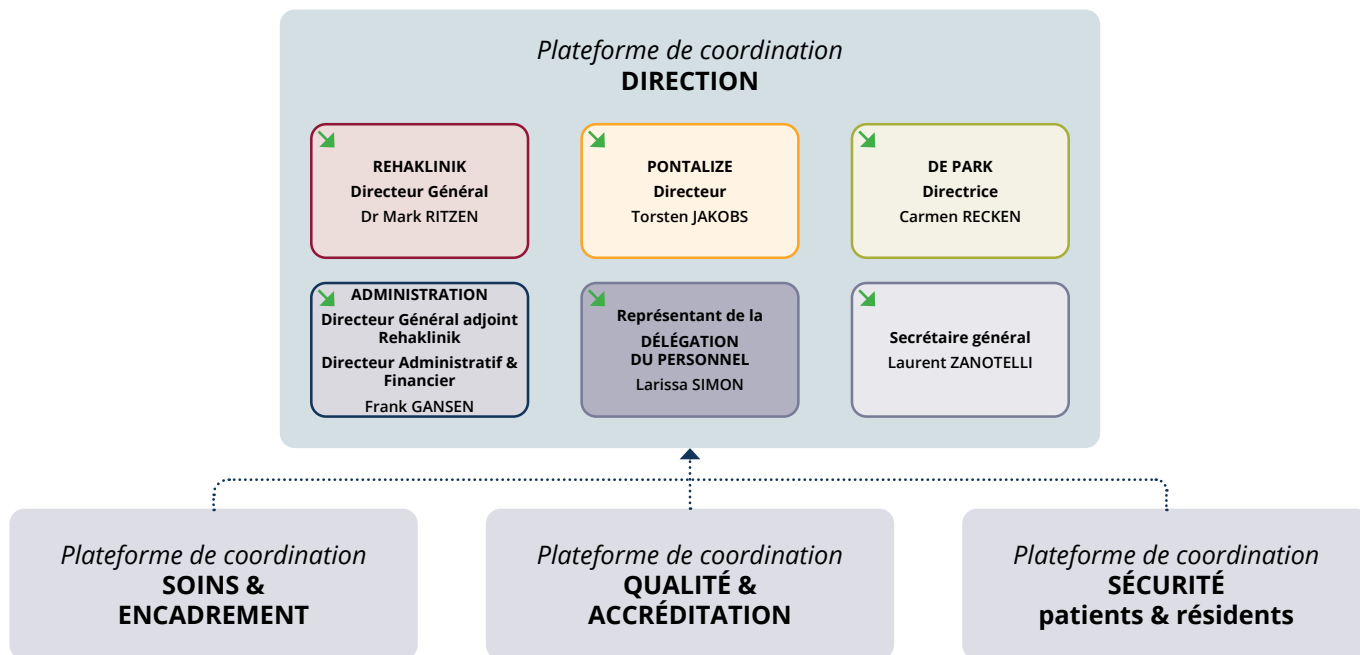 Plateforme de coordination
DIRECTION
REHAKLINIK
Directeur Général
Dr Mark RITZEN
PONTALIZE
Directeur
Torsten JAKOBS
DE PARK
Directrice
Carmen RECKEN
ADMINISTRATION
Directeur Général adjoint
Rehaklinik
Directeur Administratif &
Financier
Frank GANSEN
Représentant de la
DÉLÉGATION
DU PERSONNEL
Larissa SIMON
Secrétaire général
Laurent ZANOTELLI
Plateforme de coordination
SOINS &
ENCADREMENT
Plateforme de coordination
QUALITÉ &
ACCRÉDITATION
Plateforme de coordination
SÉCURITÉ
patients & résidents